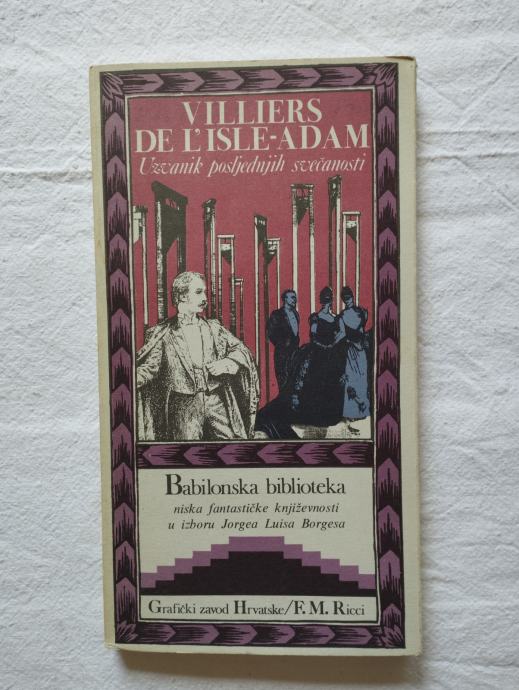 VILLIERS
DE L'ISLE-ADAM
Uzvanik posljednjih svečanosti
Babilonska biblioteka
niska fantastičke književnosti
u izboru Jorgea Luisa Borgesa
Grafički zavod Hrvatske/F. M. Ricci